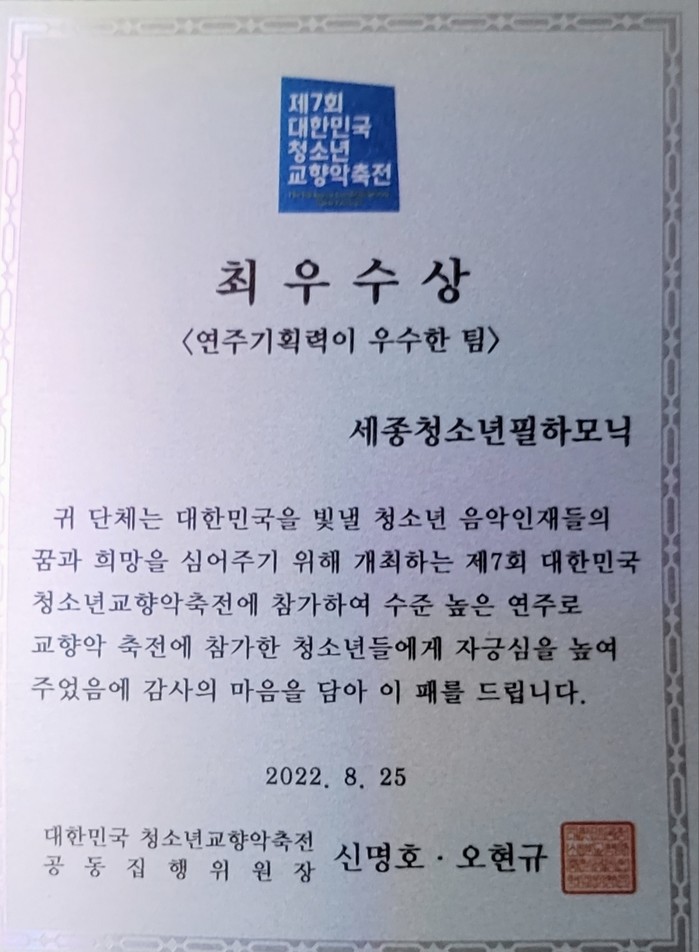 제7회
대한민국
청소년
교향악축전
최우수상
<연주기획력이 우수한 팀>
세종청소년필하모닉
귀 단체는 대한민국을 빛낼 청소년 음악인재들의
꿈과 희망을 심어주기 위해 개최하는 제7회 대한민국
청소년교향악축전에 참가하여 수준 높은 연주로
교향악 축전에 참가한 청소년들에게 자긍심을 높여
주었음에 감사의 마음을 담아 이 패를 드립니다.
2022. 8. 25
대한민국 청소년교향악축전
공동집행위원장 신명호·오현규